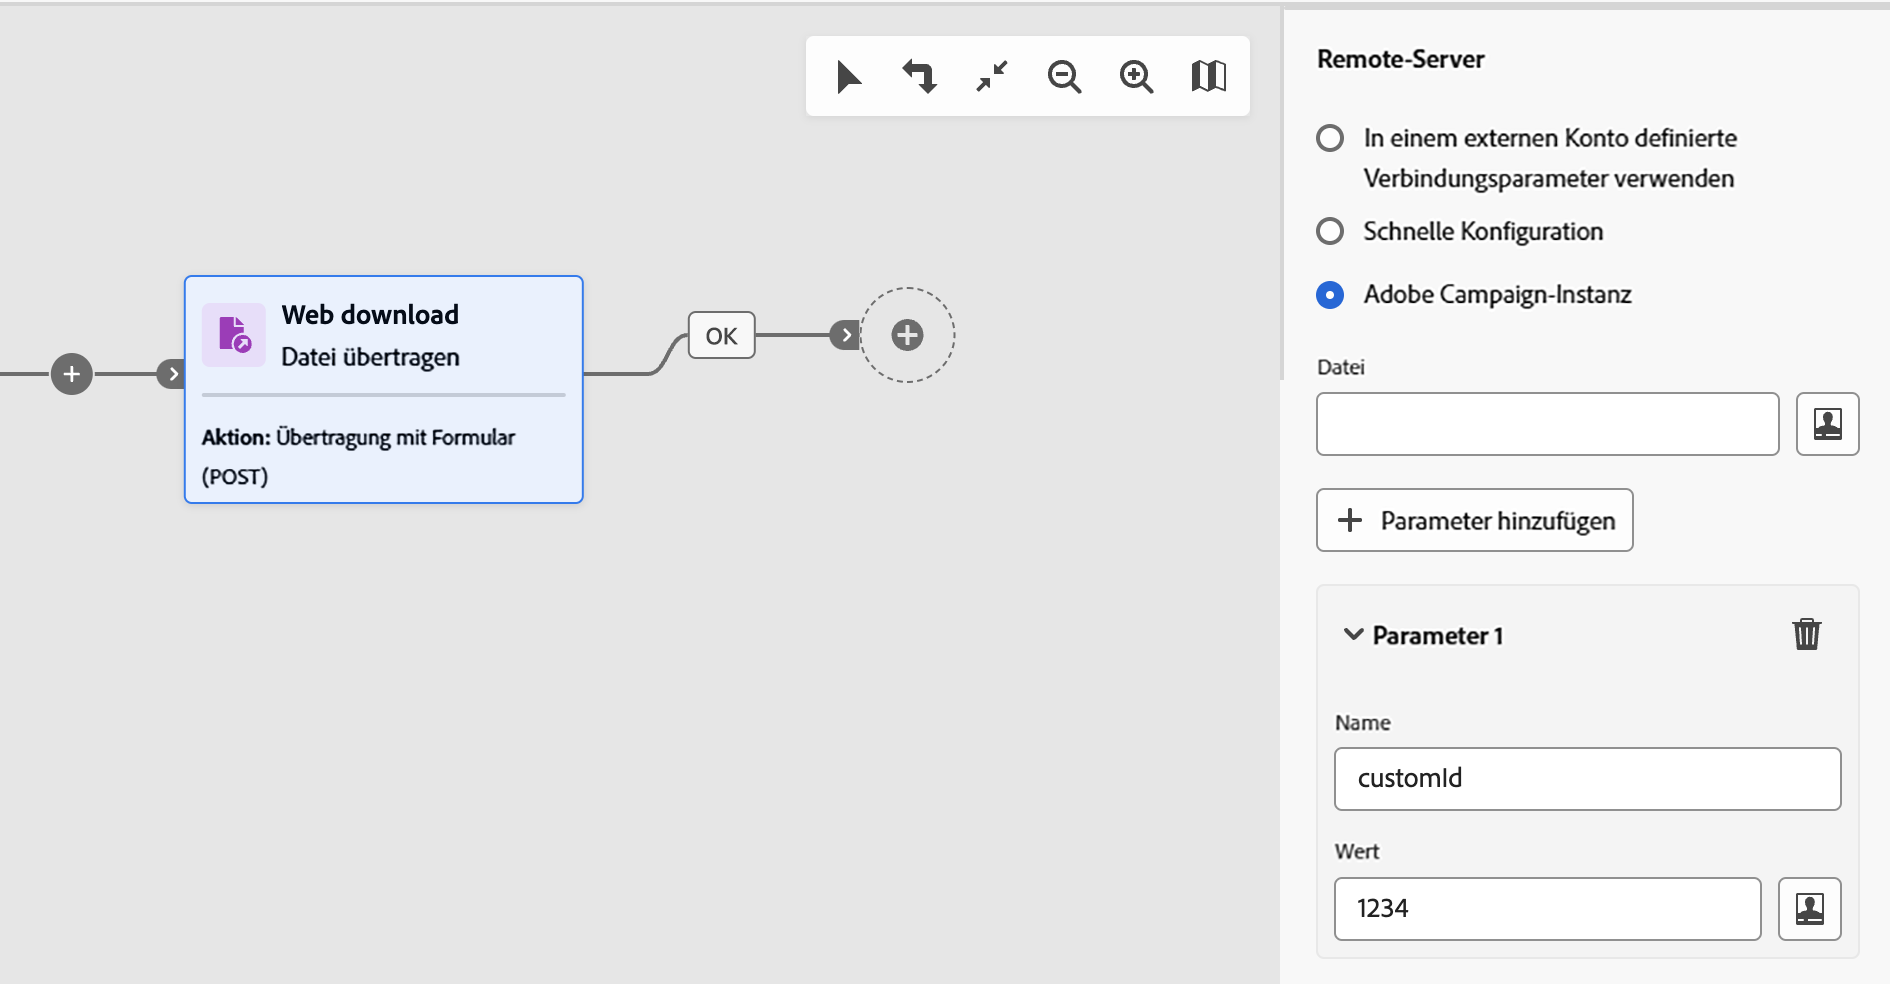 Web download
Datei übertragen
Aktion: Übertragung mit Formular
(POST)
OK
Remote-Server
In einem externen Konto definierte
Verbindungsparameter verwenden
Schnelle Konfiguration
Adobe Campaign-Instanz
Datei
Parameter hinzufügen
Parameter 1
Name
customId
Wert
1234